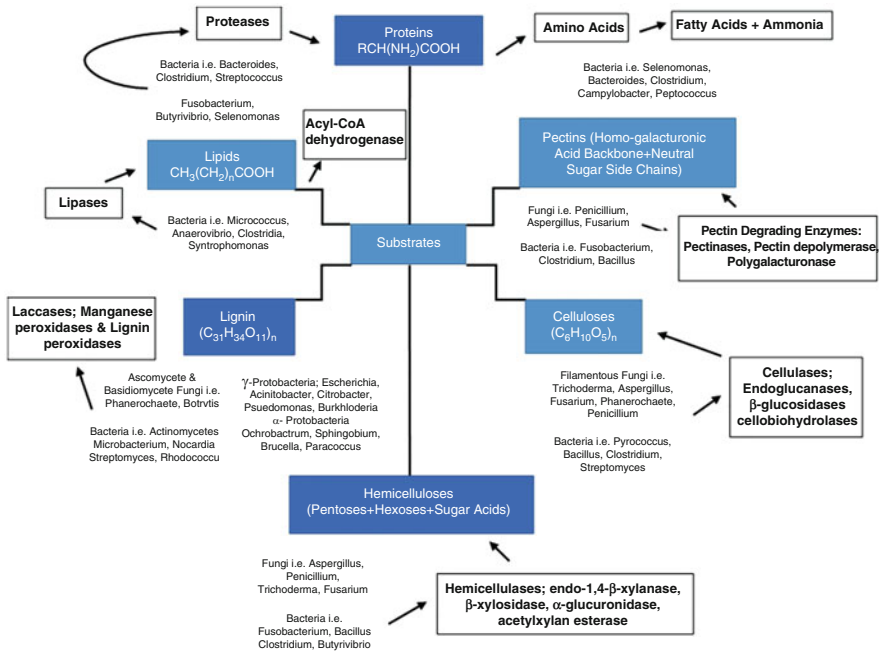 Proteases
Proteins
RCH(NH₂)COOH
Amino Acids
Fatty Acids + Ammonia
Bacteria i.e. Bacteroides,
Clostridium, Streptococcus
Fusobacterium,
Butyrivibrio, Selenomonas
Bacteria i.e. Selenomonas,
Bacteroides, Clostridium,
Campylobacter, Peptococcus
Acyl-CoA
dehydrogenase
Lipids
CH₃(CH₂)ₙCOOH
Pectins (Homo-galacturonic
Acid Backbone+Neutral
Sugar Side Chains)
Lipases
Bacteria i.e. Micrococcus,
Anaerovibrio, Clostridia,
Syntrophomonas
Substrates
Fungi i.e. Penicillium,
Aspergillus, Fusarium
Bacteria i.e. Fusobacterium,
Clostridium, Bacillus
Pectin Degrading Enzymes:
Pectinases, Pectin depolymerase,
Polygalacturonase
Laccases; Manganese
peroxidases & Lignin
peroxidases
Lignin
(C₃₁H₃₄O₁₁)ₙ
Celluloses
(C₆H₁₀O₅)ₙ
Ascomycete &
Basidiomycete Fungi i.e.
Phanerochaete, Botrvtis
Bacteria i.e. Actinomycetes
Microbacterium, Nocardia
Streptomyces, Rhodococcu
γ-Protobacteria; Escherichia,
Acinitobacter, Citrobacter,
Psuedomonas, Burkhloderia
α- Protobacteria
Ochrobactrum, Sphingobium,
Brucella, Paracoccus
Filamentous Fungi i.e.
Trichoderma, Aspergillus,
Fusarium, Phanerochaete,
Penicillium
Bacteria i.e. Pyrococcus,
Bacillus, Clostridium,
Streptomyces
Cellulases;
Endoglucanases,
β-glucosidases
cellobiohydrolases
Hemicelluloses
(Pentoses+Hexoses+Sugar Acids)
Fungi i.e. Aspergillus,
Penicillium,
Trichoderma, Fusarium
Bacteria i.e.
Fusobacterium, Bacillus
Clostridium, Butyrivibrio
Hemicellulases; endo-1,4-β-xylanase,
β-xylosidase, α-glucuronidase,
acetylxylan esterase